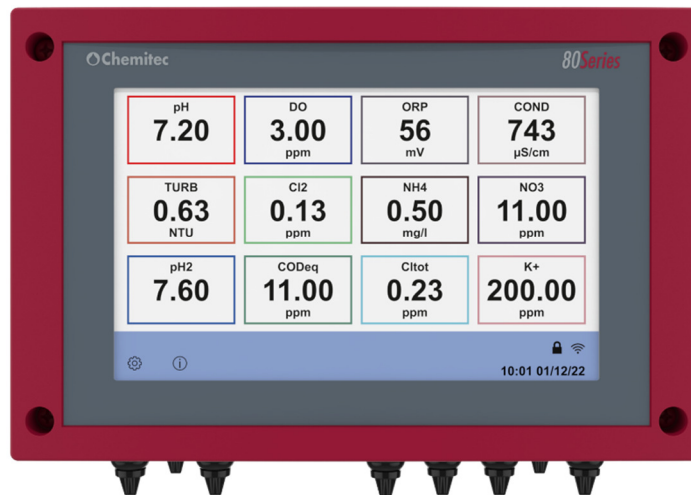 Chemitec
80Series
pH
7.20
DO
3.00
ppm
ORP
56
mV
COND
743
µS/cm
TURB
0.63
NTU
Cl2
0.13
ppm
NH4
0.50
mg/l
NO3
11.00
ppm
pH2
7.60
CODeq
11.00
ppm
Cltot
0.23
ppm
K+
200.00
ppm
10:01 01/12/22